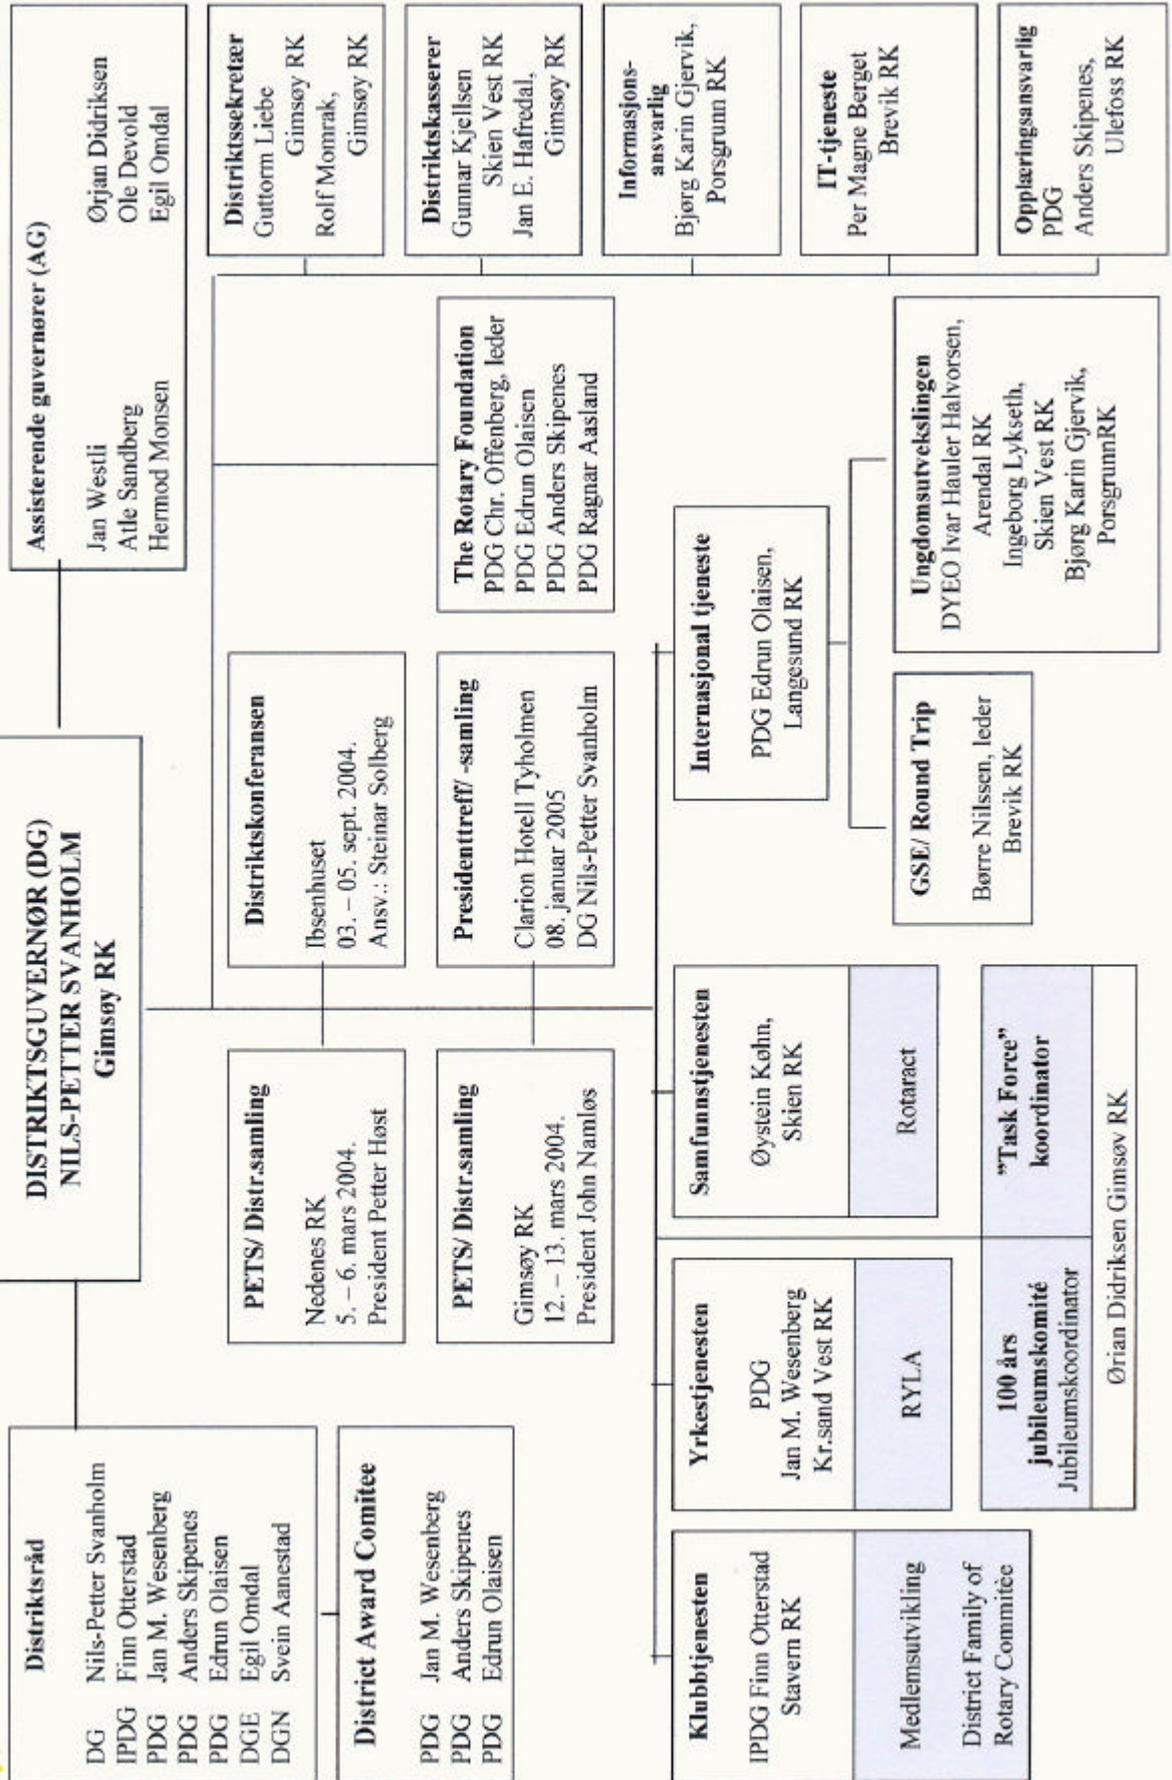 DISTRIKTSGUVERNØR (DG)
NILS-PETTER SVANHOLM
Gimsøy RK
Assisterende guvernører (AG)
Jan Westli
Atle Sandberg
Hermod Monsen
Ørjan Didriksen
Ole Devold
Egil Omdal
Distriktsråd
DG Nils-Petter Svanholm
IPDG Finn Otterstad
PDG Jan M. Wesenberg
PDG Anders Skipenes
PDG Edrun Olaisen
DGE Egil Omdal
DGN Svein Aanestad
District Award Comitee
PDG Jan M. Wesenberg
PDG Anders Skipenes
PDG Edrun Olaisen
PETS/ Distr.samling
Nedenes RK
5. – 6. mars 2004.
President Petter Høst
Distriktskonferansen
Ibsenhuset
03. – 05. sept. 2004.
Ansv.: Steinar Solberg
PETS/ Distr.samling
Gimsøy RK
12. – 13. mars 2004.
President John Namløs
Presidenttreff/ -samling
Clarion Hotell Tyholmen
08. januar 2005
DG Nils-Petter Svanholm
The Rotary Foundation
PDG Chr. Offenberg, leder
PDG Edrun Olaisen
PDG Anders Skipenes
PDG Ragnar Aasland
Distriktssekretær
Guttorm Liebe
Gimsøy RK
Rolf Momrak,
Gimsøy RK
Distriktskasserer
Gunnar Kjellsen
Skien Vest RK
Jan E. Hafredal,
Gimsøy RK
Informasjons-
ansvarlig
Bjørg Karin Gjervik,
Porsgrunn RK
IT-tjeneste
Per Magne Berget
Brevik RK
Opplæringsansvarlig
PDG
Anders Skipenes,
Ulefoss RK
Klubbtjenesten
IPDG Finn Otterstad
Stavern RK
Medlemsutvikling
District Family of
Rotary Commitee
Yrkestjenesten
PDG
Jan M. Wesenberg
Kr.sand Vest RK
RYLA
Samfunnstjenesten
Øystein Køhn,
Skien RK
Rotaract
Internasjonal tjeneste
PDG Edrun Olaisen,
Langesund RK
GSE/ Round Trip
Børre Nilssen, leder
Brevik RK
Ungdomsutvekslingen
DYEO Ivar Hauler Halvorsen,
Arendal RK
Ingeborg Lykseth,
Skien Vest RK
Bjørg Karin Gjervik,
PorsgrunnRK
100 års
jubileumskomité
Jubileumskoordinator
”Task Force”
koordinator
Ørian Didriksen Gimsøv RK